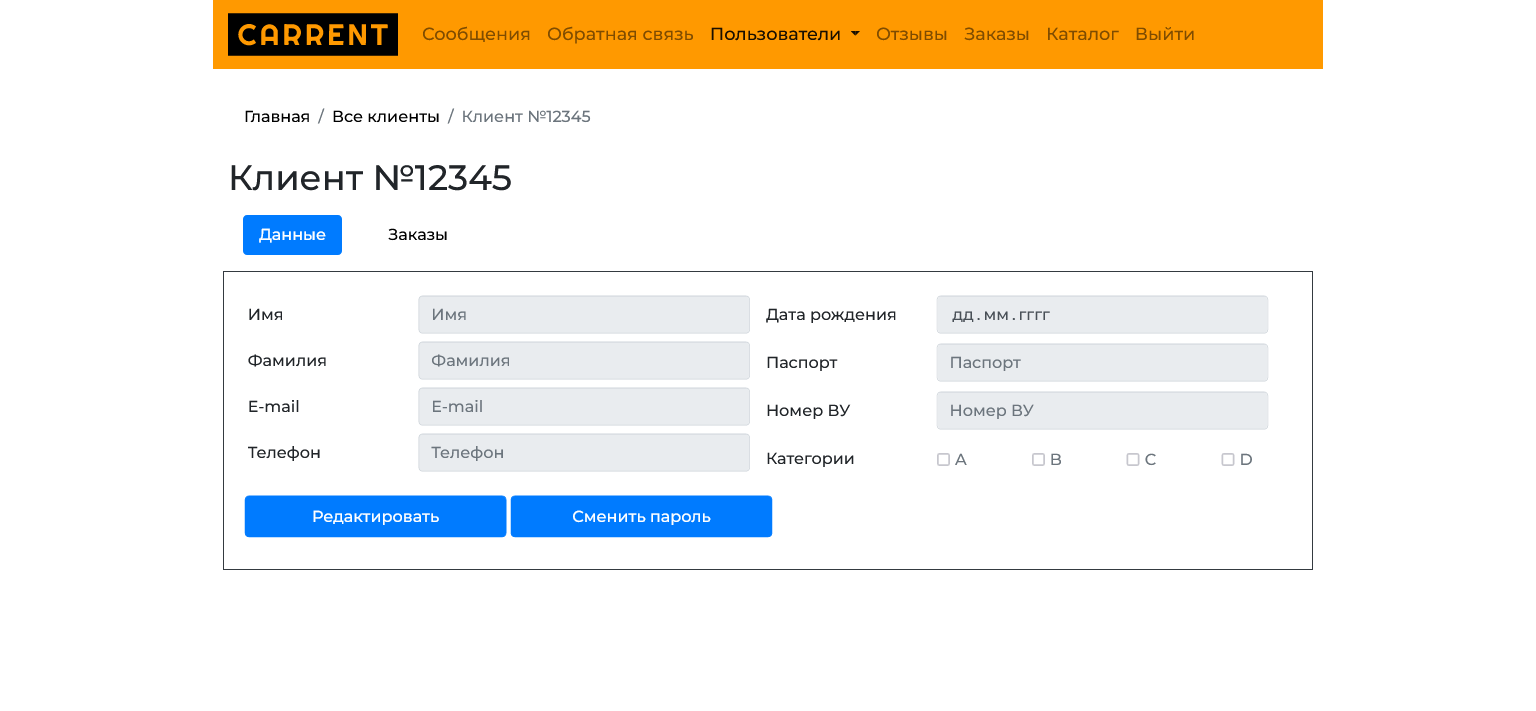 CARRENT Сообщения Обратная связь Пользователи Отзывы Заказы Каталог Выйти
Главная / Все клиенты / Клиент №12345
Клиент №12345
Данные Заказы
Имя Имя Дата рождения дд.мм.гггг
Фамилия Фамилия Паспорт Паспорт
E-mail E-mail Номер ВУ Номер ВУ
Телефон Телефон Категории A B C D
Редактировать Сменить пароль